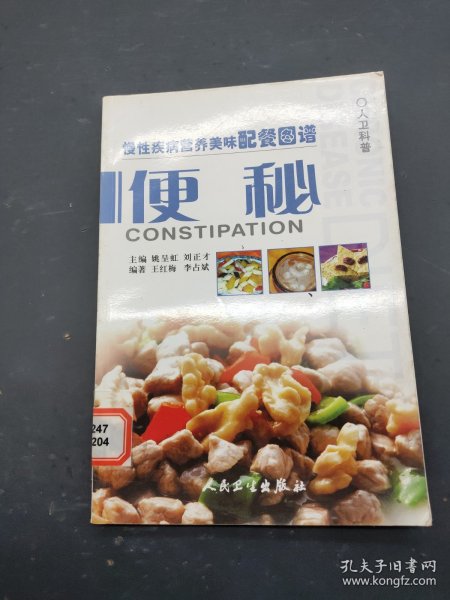 人卫科普
慢性疾病营养美味配餐图谱
便秘
CONSTIPATION
主编 姚呈虹 刘正才
编著 王红梅 李占斌
247
204
人民卫生出版社
孔夫子旧书网
www.kongfz.com